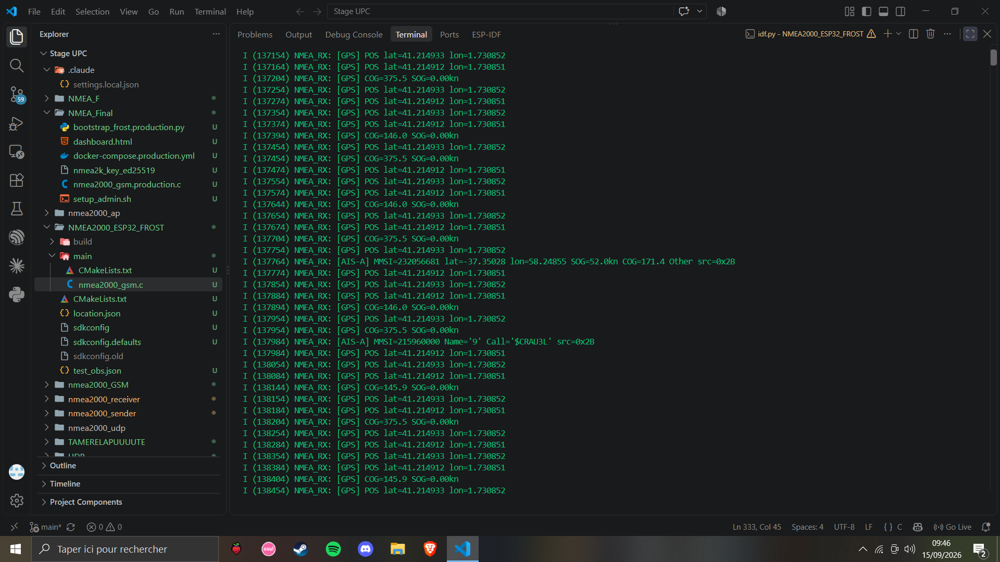 File Edit Selection View Go Run Terminal Help
Stage UPC
Explorer
Stage UPC
.claude
settings.local.json
NMEA_F
NMEA_Final
bootstrap_frost.production.py U
dashboard.html U
docker-compose.production.yml U
nmea2k_key_ed25519 U
nmea2000_gsm.production.c U
setup_admin.sh U
nmea2000_ap
NMEA2000_ESP32_FROST
build
main
CMakeLists.txt U
nmea2000_gsm.c U
CMakeLists.txt U
location.json U
sdkconfig U
sdkconfig.defaults U
sdkconfig.old
test_obs.json U
nmea2000_GSM
nmea2000_receiver
nmea2000_sender
nmea2000_udp
TAMERELAPUUUUTE
UDP
Outline
Timeline
Project Components
59
Problems Output Debug Console Terminal Ports ESP-IDF
idf.py - NMEA2000_ESP32_FROST
I (137154) NMEA_RX: [GPS] POS lat=41.214933 lon=1.730852
I (137164) NMEA_RX: [GPS] POS lat=41.214912 lon=1.730851
I (137204) NMEA_RX: [GPS] COG=375.5 SOG=0.00kn
I (137254) NMEA_RX: [GPS] POS lat=41.214933 lon=1.730852
I (137274) NMEA_RX: [GPS] POS lat=41.214912 lon=1.730851
I (137354) NMEA_RX: [GPS] POS lat=41.214933 lon=1.730852
I (137374) NMEA_RX: [GPS] POS lat=41.214912 lon=1.730851
I (137394) NMEA_RX: [GPS] COG=146.0 SOG=0.00kn
I (137454) NMEA_RX: [GPS] POS lat=41.214933 lon=1.730852
I (137454) NMEA_RX: [GPS] COG=375.5 SOG=0.00kn
I (137474) NMEA_RX: [GPS] POS lat=41.214912 lon=1.730851
I (137554) NMEA_RX: [GPS] POS lat=41.214933 lon=1.730852
I (137574) NMEA_RX: [GPS] POS lat=41.214912 lon=1.730851
I (137644) NMEA_RX: [GPS] COG=146.0 SOG=0.00kn
I (137654) NMEA_RX: [GPS] POS lat=41.214933 lon=1.730852
I (137674) NMEA_RX: [GPS] POS lat=41.214912 lon=1.730851
I (137704) NMEA_RX: [GPS] COG=375.5 SOG=0.00kn
I (137754) NMEA_RX: [GPS] POS lat=41.214933 lon=1.730852
I (137764) NMEA_RX: [AIS-A] MMSI=232056681 lat=-37.35028 lon=58.24855 SOG=52.0kn COG=171.4 Other src=0x2B
I (137774) NMEA_RX: [GPS] POS lat=41.214912 lon=1.730851
I (137854) NMEA_RX: [GPS] POS lat=41.214933 lon=1.730852
I (137884) NMEA_RX: [GPS] POS lat=41.214912 lon=1.730851
I (137894) NMEA_RX: [GPS] COG=146.0 SOG=0.00kn
I (137954) NMEA_RX: [GPS] POS lat=41.214933 lon=1.730852
I (137954) NMEA_RX: [GPS] COG=375.5 SOG=0.00kn
I (137984) NMEA_RX: [AIS-A] MMSI=215960000 Name='9' Call='$CRAU3L' src=0x2B
I (137984) NMEA_RX: [GPS] POS lat=41.214912 lon=1.730851
I (138054) NMEA_RX: [GPS] POS lat=41.214933 lon=1.730852
I (138084) NMEA_RX: [GPS] POS lat=41.214912 lon=1.730851
I (138144) NMEA_RX: [GPS] COG=145.9 SOG=0.00kn
I (138154) NMEA_RX: [GPS] POS lat=41.214933 lon=1.730852
I (138184) NMEA_RX: [GPS] POS lat=41.214912 lon=1.730851
I (138204) NMEA_RX: [GPS] COG=375.5 SOG=0.00kn
I (138254) NMEA_RX: [GPS] POS lat=41.214933 lon=1.730852
I (138284) NMEA_RX: [GPS] POS lat=41.214912 lon=1.730851
I (138354) NMEA_RX: [GPS] POS lat=41.214933 lon=1.730852
I (138384) NMEA_RX: [GPS] POS lat=41.214912 lon=1.730851
I (138404) NMEA_RX: [GPS] COG=145.9 SOG=0.00kn
I (138454) NMEA_RX: [GPS] POS lat=41.214933 lon=1.730852
main* 0 0
Ln 333, Col 45 Spaces: 4 UTF-8 LF { } C Go Live
Taper ici pour rechercher
osu!
09:46
15/09/2026
2